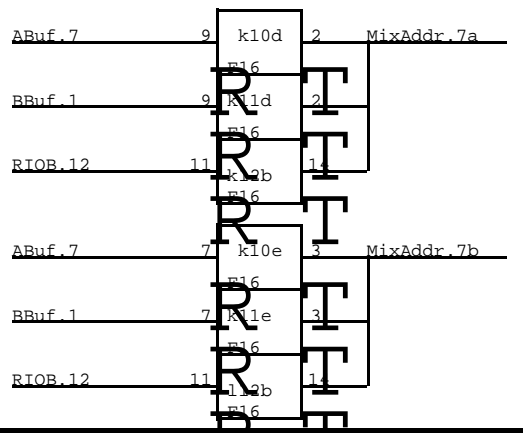 ABuf.7 9 k10d 2 MixAddr.7a
F16
R T
BBuf.1 9 k11d 2
F16
R T
RIOB.12 11 k12b 14
F16
R T
ABuf.7 7 k10e 3 MixAddr.7b
F16
R T
BBuf.1 7 k11e 3
F16
R T
RIOB.12 11 l12b 14
F16
R T